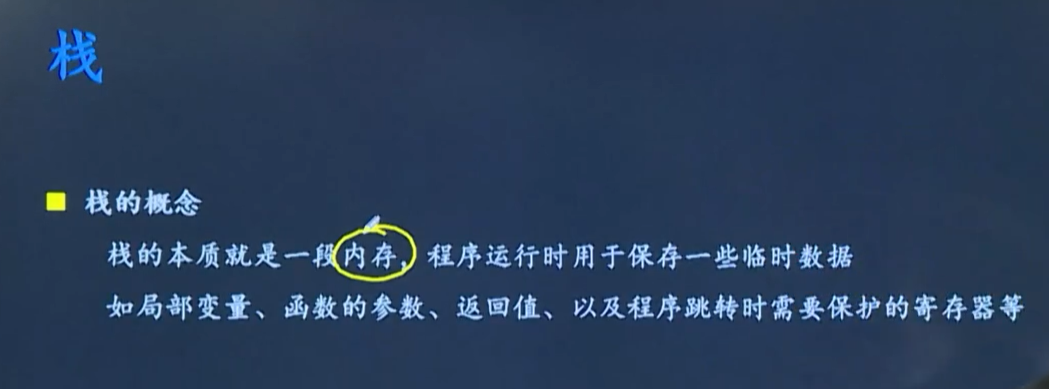 栈
栈的概念
栈的本质就是一段内存，程序运行时用于保存一些临时数据
如局部变量、函数的参数、返回值、以及程序跳转时需要保护的寄存器等